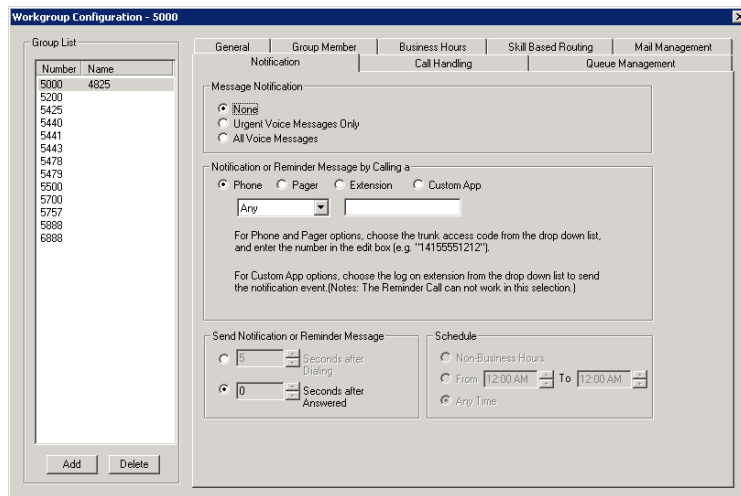 Workgroup Configuration - 5000
Group List
Number Name
5000 4825
5200
5425
5440
5441
5443
5478
5479
5500
5700
5757
5888
6888
Add Delete
General Group Member Business Hours Skill Based Routing Mail Management
Notification Call Handling Queue Management
Message Notification
None
Urgent Voice Messages Only
All Voice Messages
Notification or Reminder Message by Calling a
Phone Pager Extension Custom App
Any
For Phone and Pager options, choose the trunk access code from the drop down list,
and enter the number in the edit box (e.g. "14155551212").
For Custom App options, choose the log on extension from the drop down list to send
the notification event.(Notes: The Reminder Call can not work in this selection.)
Send Notification or Reminder Message
5 Seconds after
Dialing
0 Seconds after
Answered
Schedule
Non-Business Hours
From 12:00 AM To 12:00 AM
Any Time